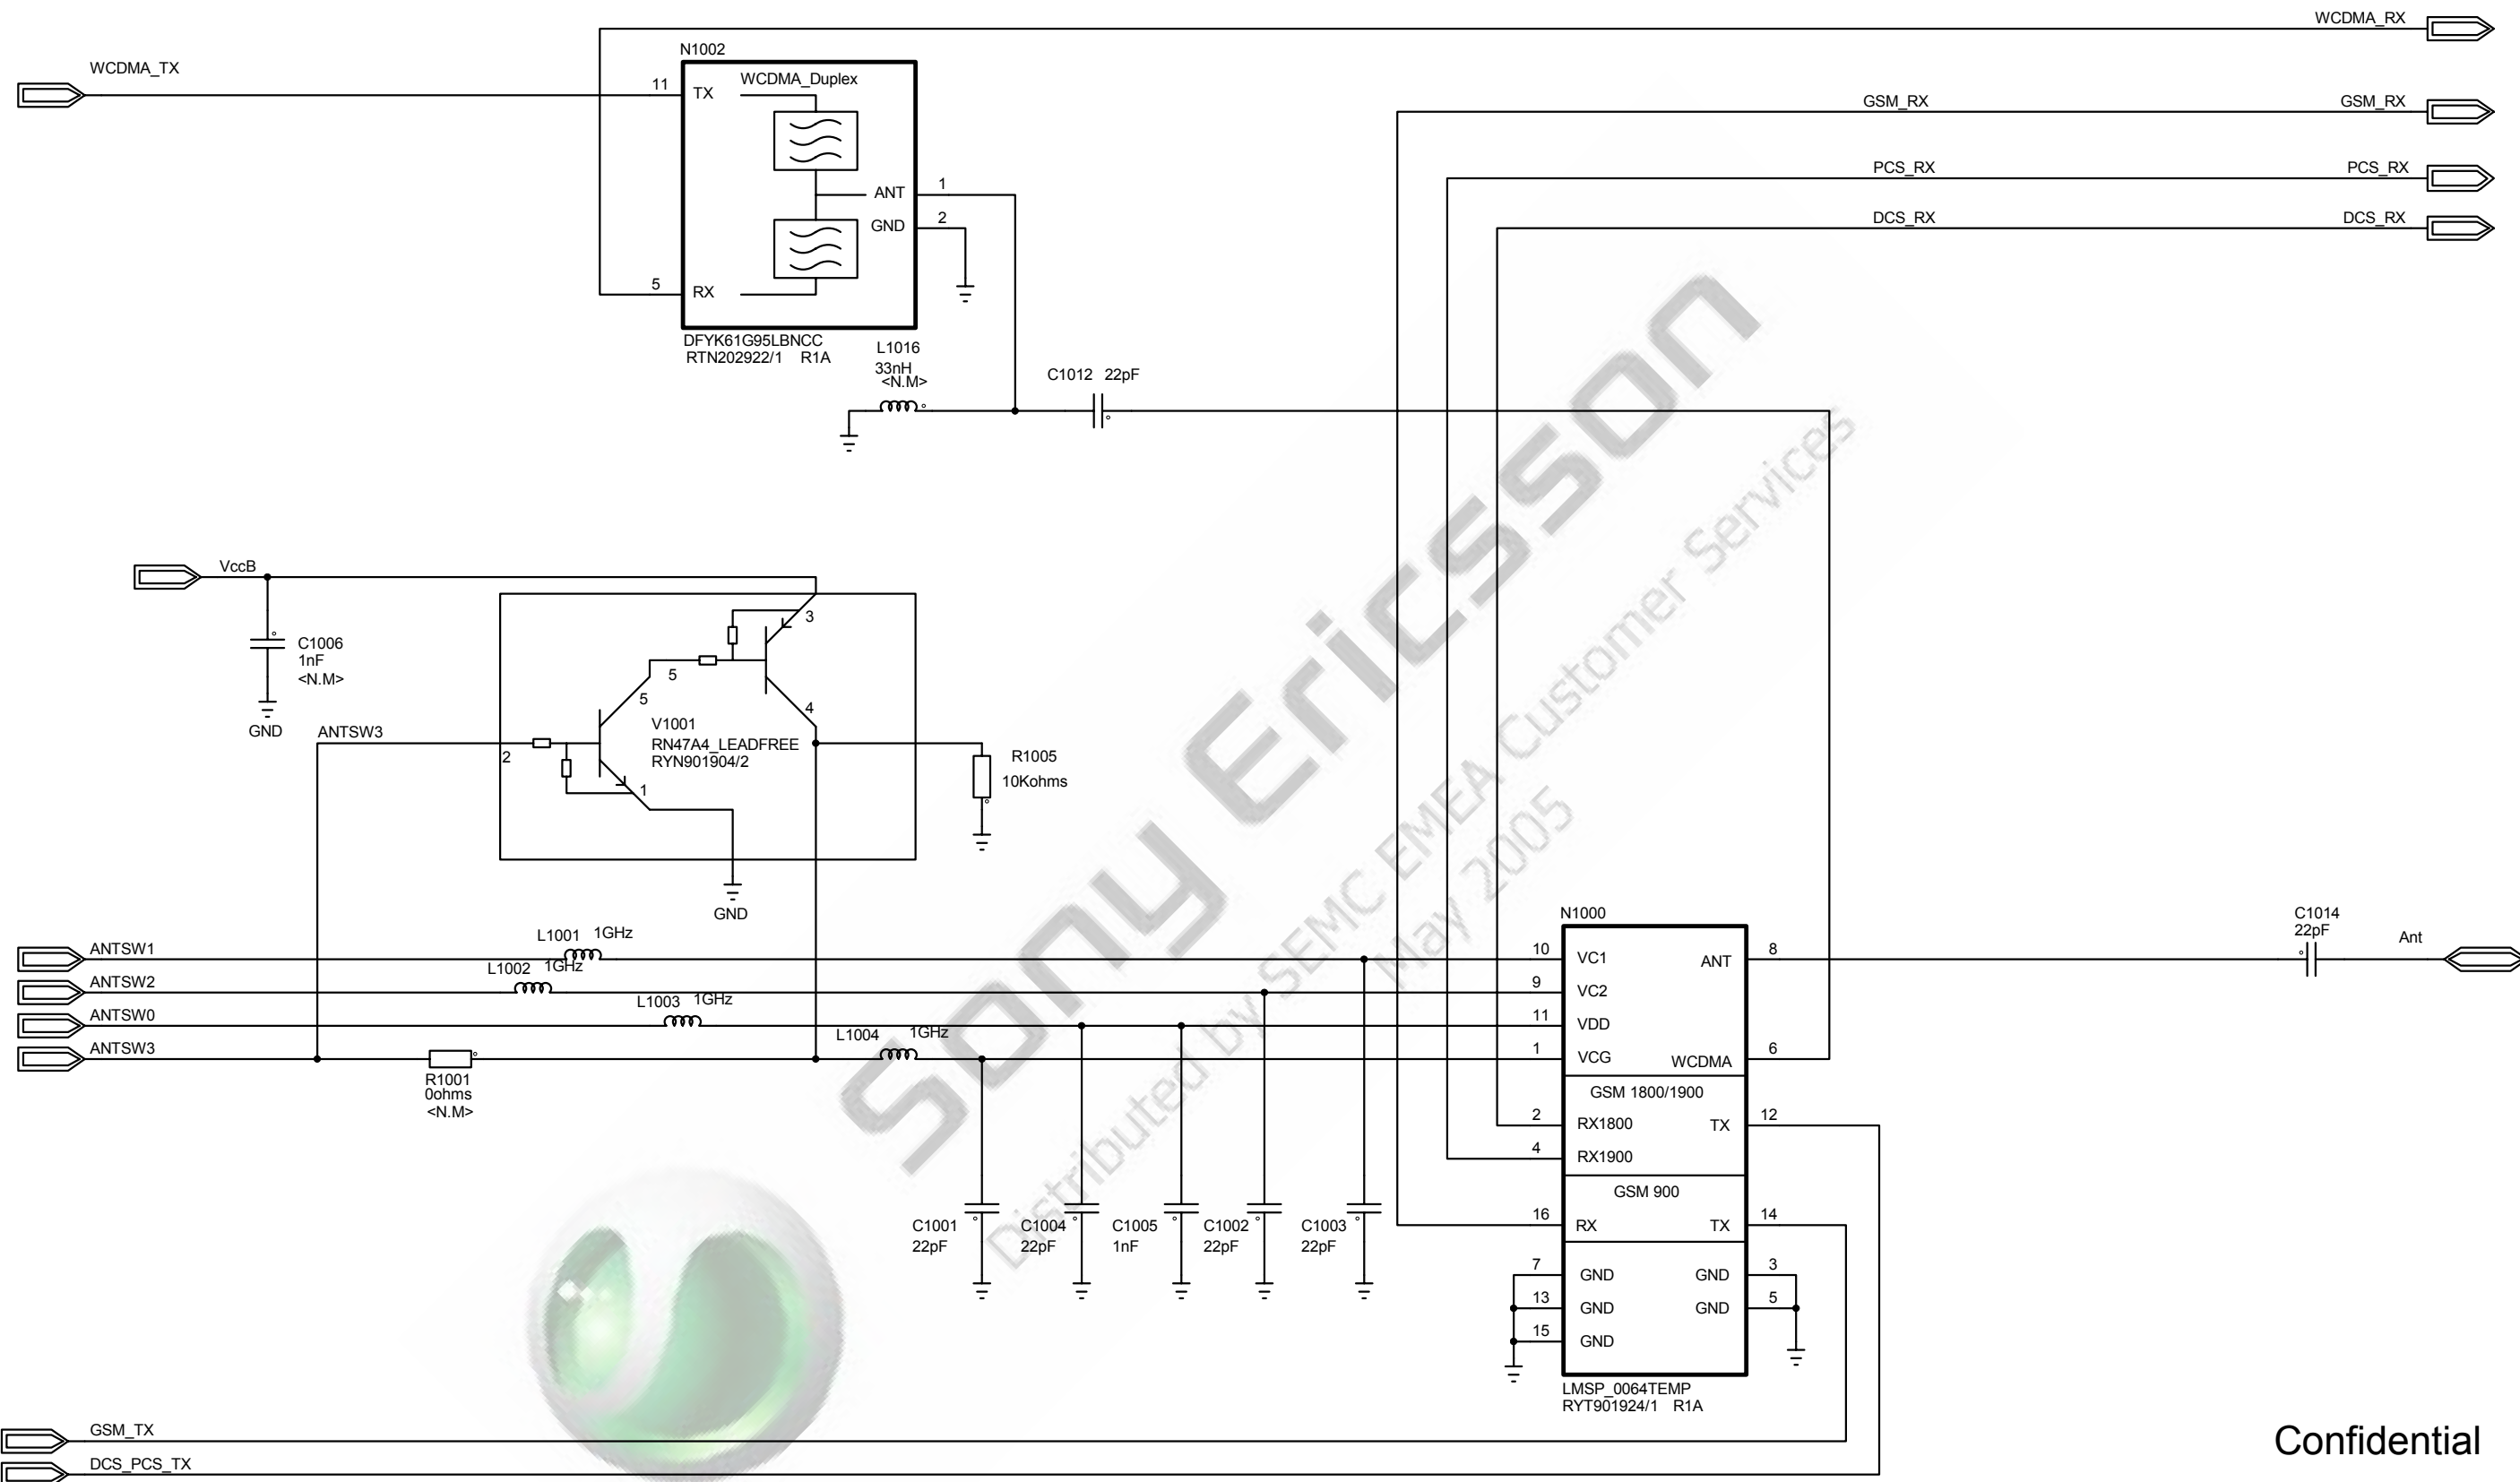 WCDMA_RX
WCDMA_TX
N1002
WCDMA_Duplex
11
TX
ANT
1
GND
2
5
RX
DFYK61G95LBNCC
RTN202922/1 R1A
GSM_RX
GSM_RX
PCS_RX
PCS_RX
DCS_RX
DCS_RX
L1016
33nH
<N.M>
C1012 22pF
VccB
C1006
1nF
<N.M>
GND
ANTSW3
2
3
5
5
4
V1001
RN47A4_LEADFREE
RYN901904/2
1
GND
R1005
10Kohms
Sony Ericsson
Distributed by SEMC EMEA Customer Services
May 2005
ANTSW1
L1001 1GHz
ANTSW2
L1002 1GHz
ANTSW0
L1003 1GHz
ANTSW3
L1004 1GHz
R1001
0ohms
<N.M>
C1001
22pF
C1004
22pF
C1005
1nF
C1002
22pF
C1003
22pF
N1000
10 VC1 ANT 8
9 VC2
11 VDD
1 VCG WCDMA 6
GSM 1800/1900
2 RX1800 TX 12
4 RX1900
GSM 900
16 RX TX 14
7 GND GND 3
13 GND GND 5
15 GND
LMSP_0064TEMP
RYT901924/1 R1A
C1014
22pF
Ant
GSM_TX
DCS_PCS_TX
Confidential